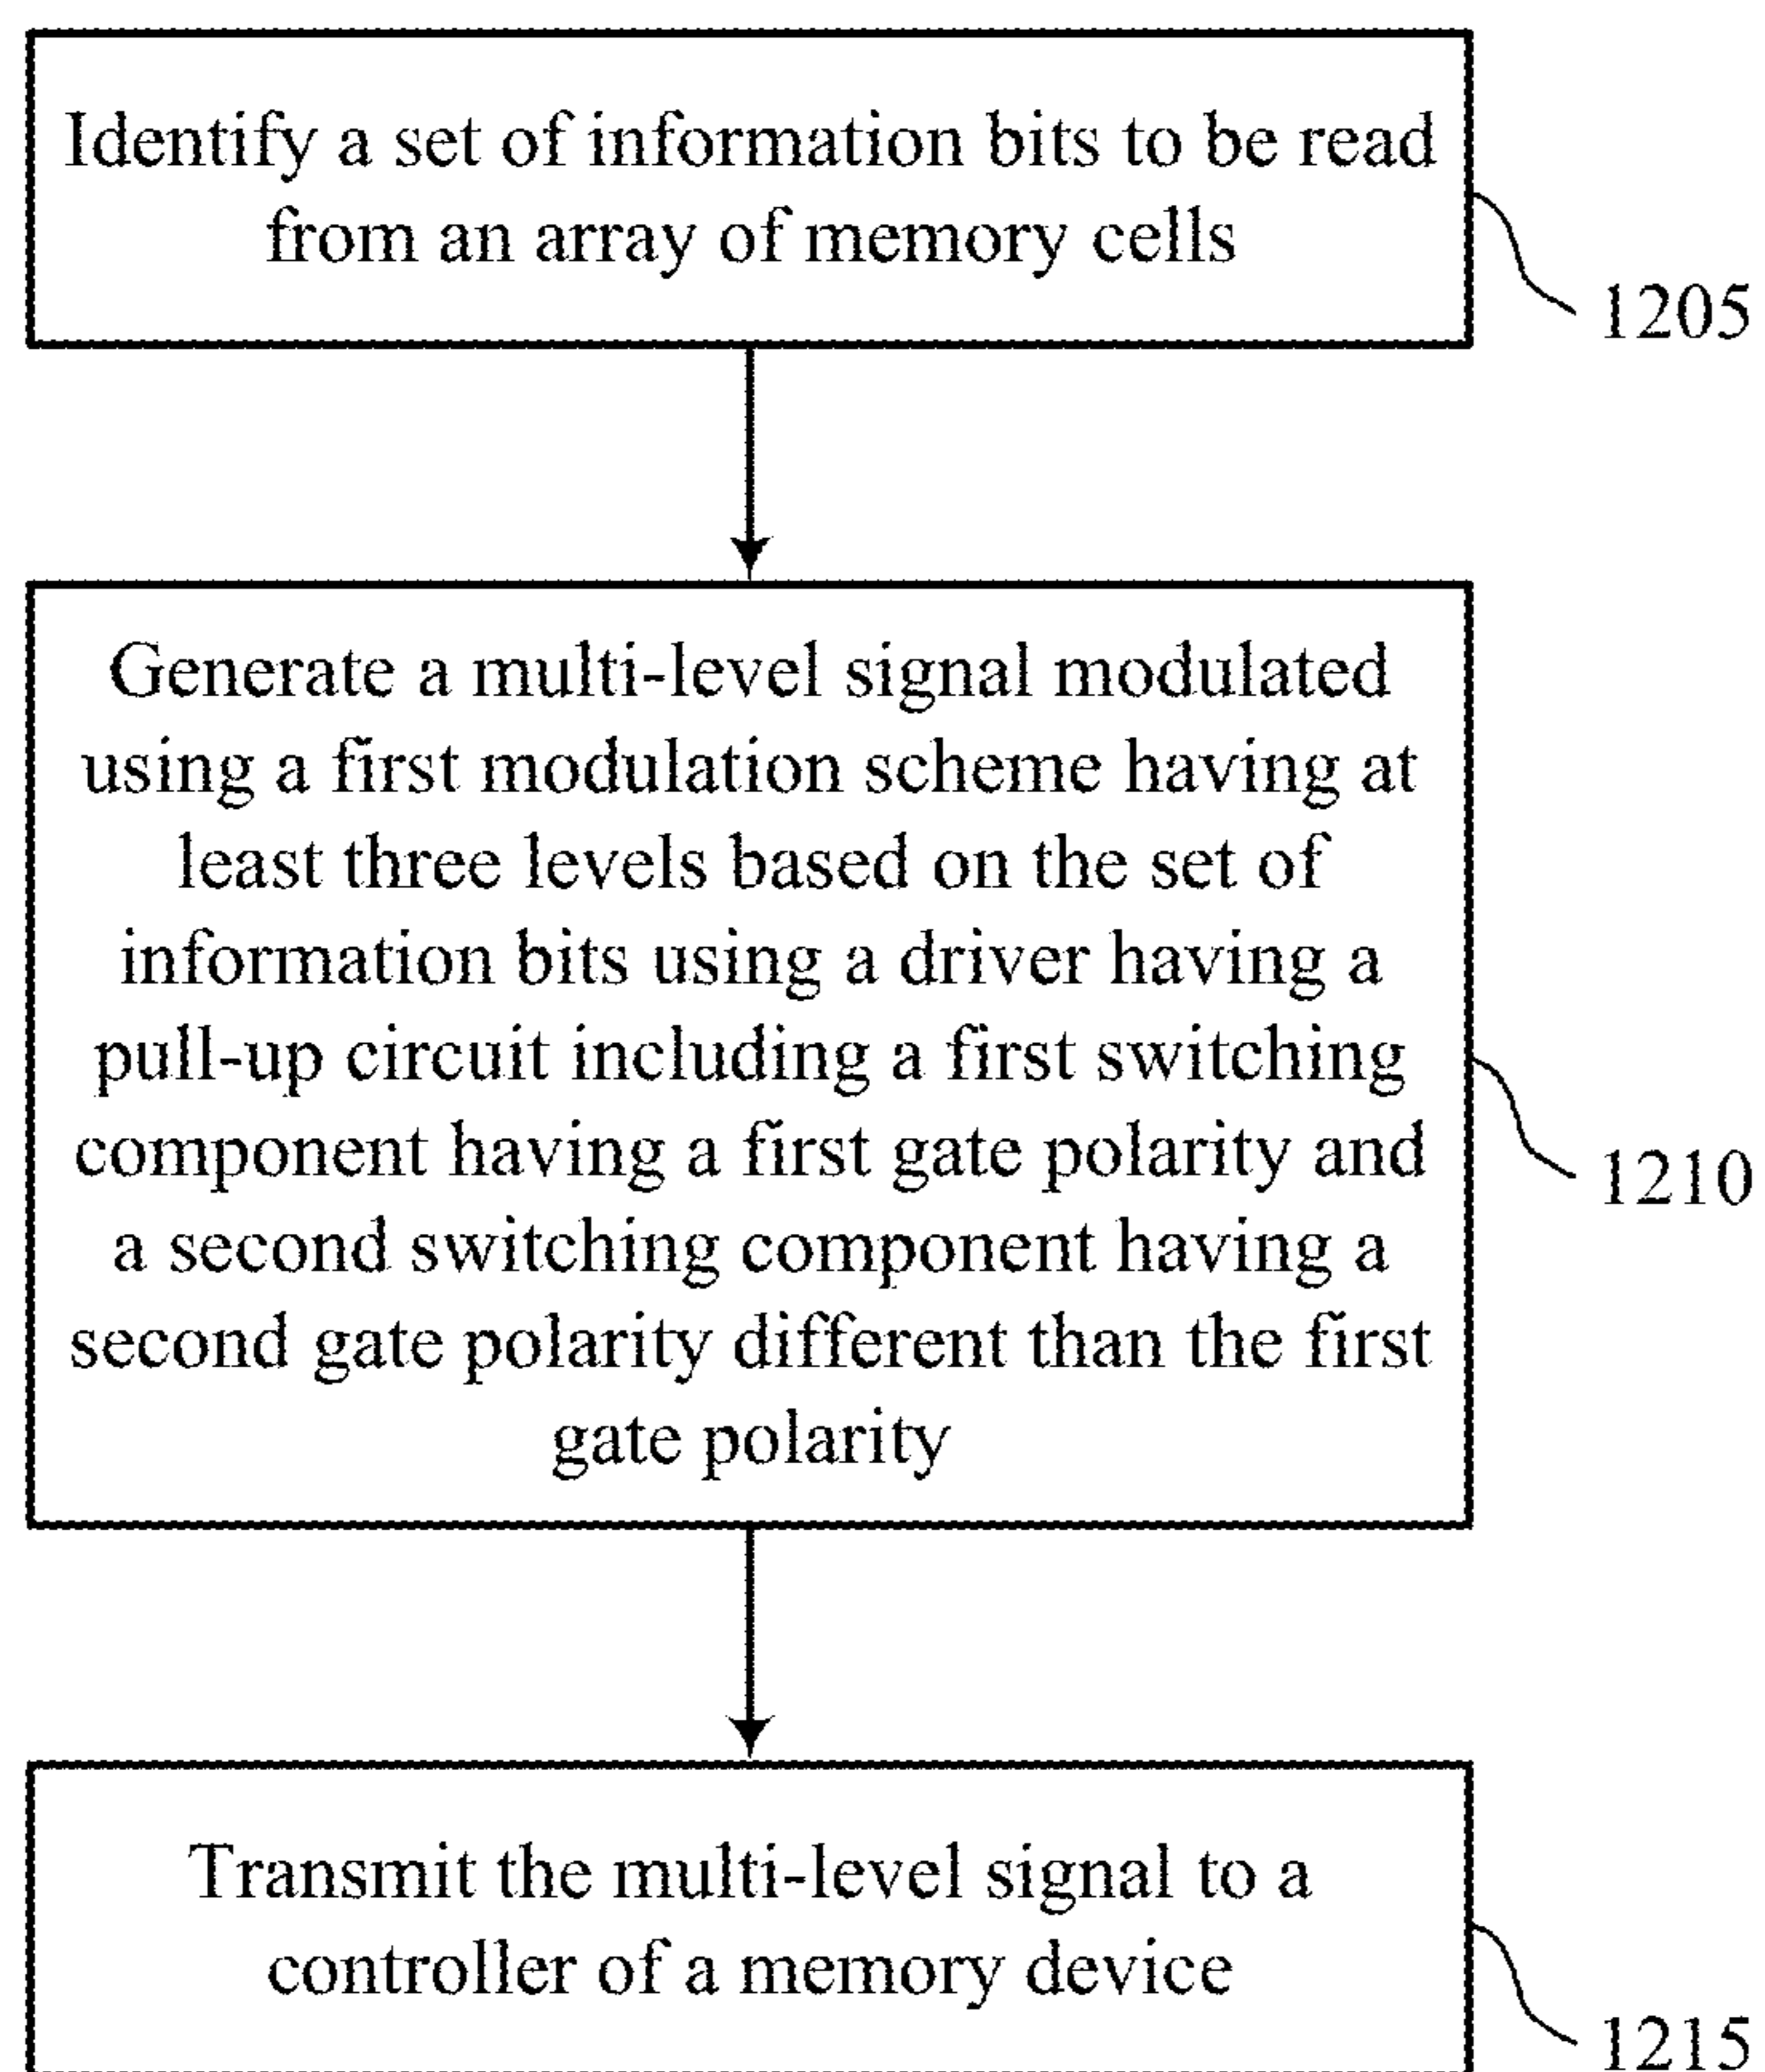 Identify a set of information bits to be read
from an array of memory cells
1205
Generate a multi-level signal modulated
using a first modulation scheme having at
least three levels based on the set of
information bits using a driver having a
pull-up circuit including a first switching
component having a first gate polarity and
a second switching component having a
second gate polarity different than the first
gate polarity
1210
Transmit the multi-level signal to a
controller of a memory device
1215